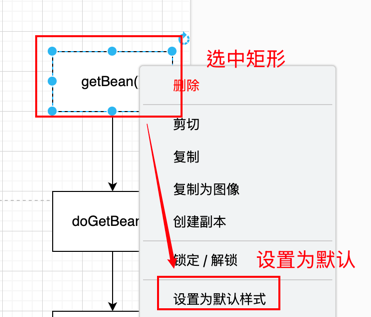 选中矩形
getBean(
删除
剪切
复制
复制为图像
doGetBean
创建副本
锁定 / 解锁
设置为默认
设置为默认样式